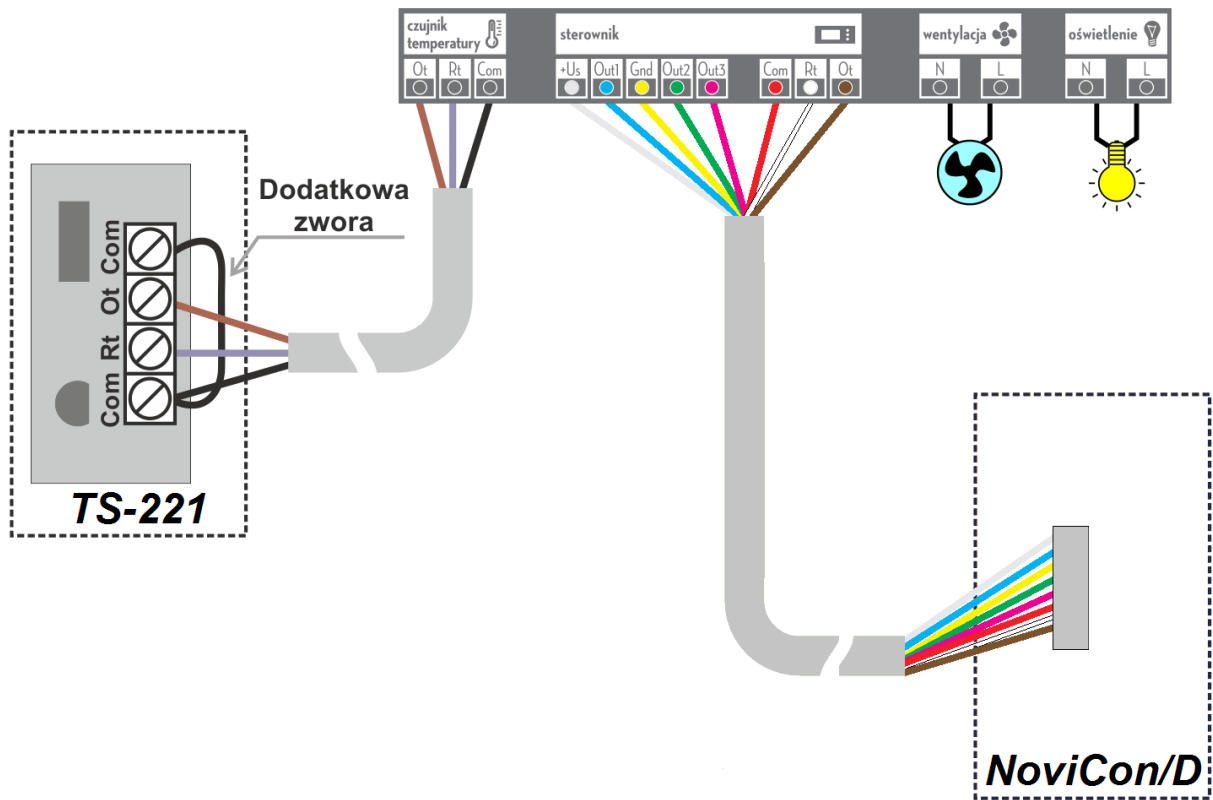 czujnik
temperatury
sterownik
wentylacja
oświetlenie
Ot Rt Com
+Us Out1 Gnd Out2 Out3 Com Rt Ot
N L
N L
Dodatkowa
zwora
Com
Ot
Rt
Com
TS-221
NoviCon/D